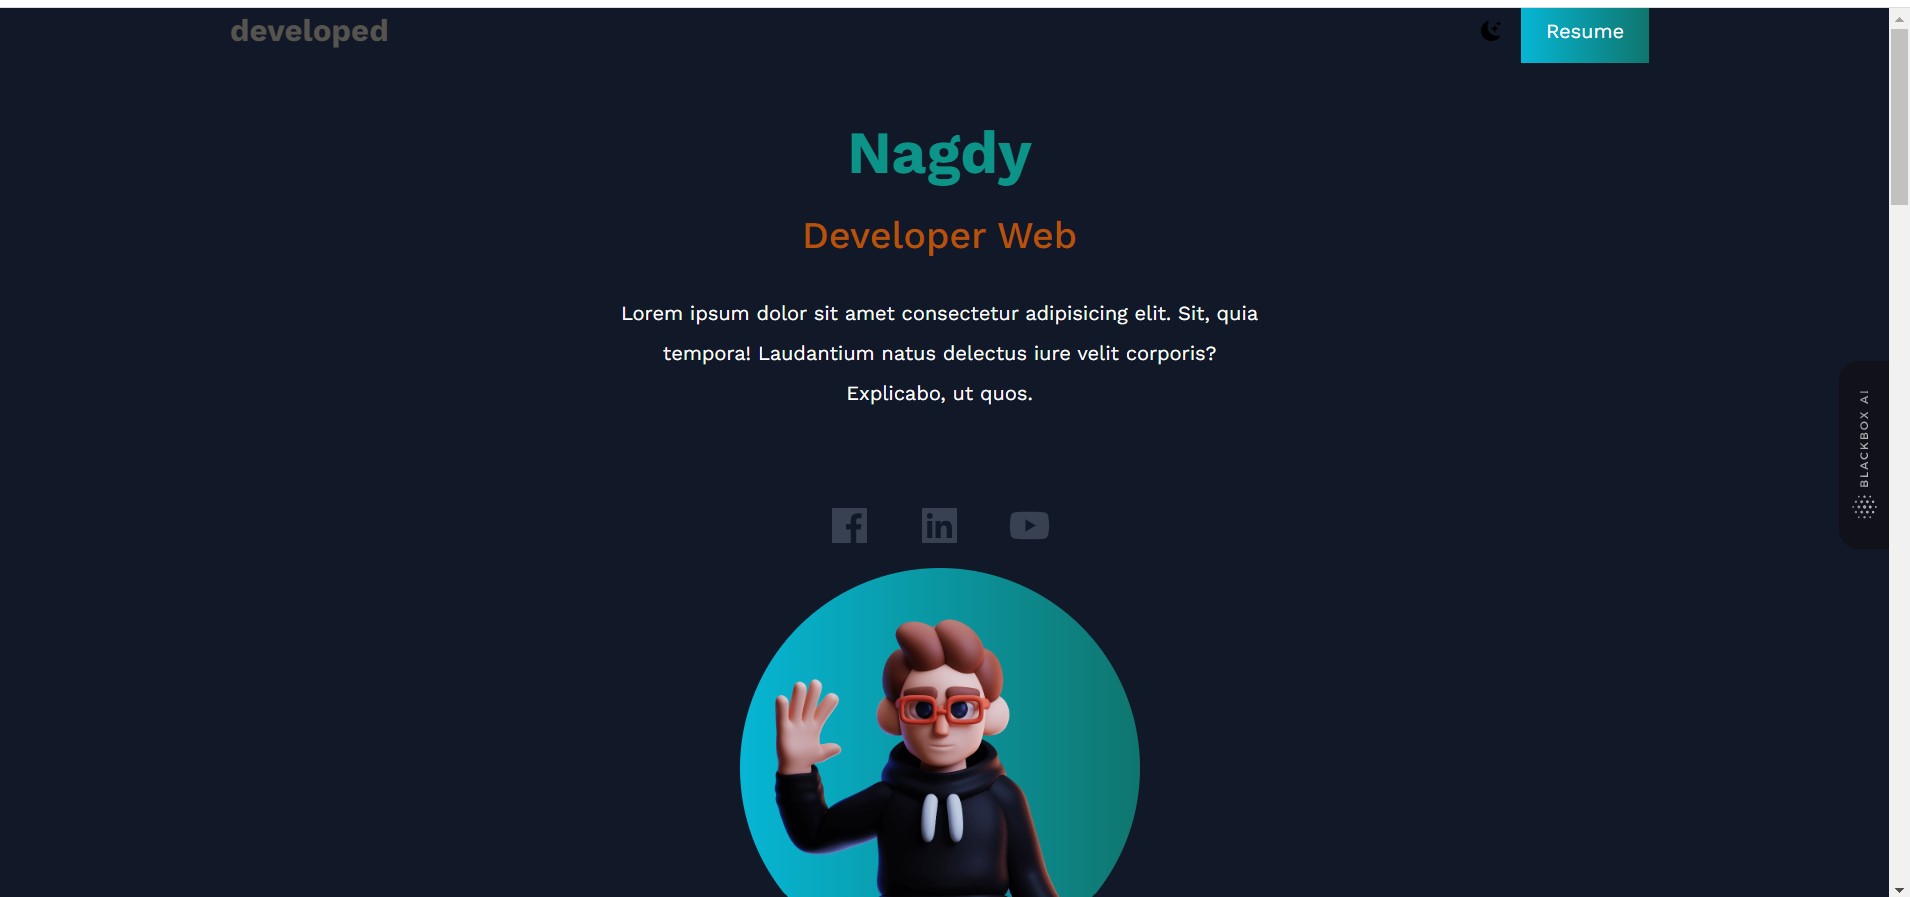 developed
Resume
Nagdy
Developer Web
Lorem ipsum dolor sit amet consectetur adipisicing elit. Sit, quia
tempora! Laudantium natus delectus iure velit corporis?
Explicabo, ut quos.
BLACKBOX AI